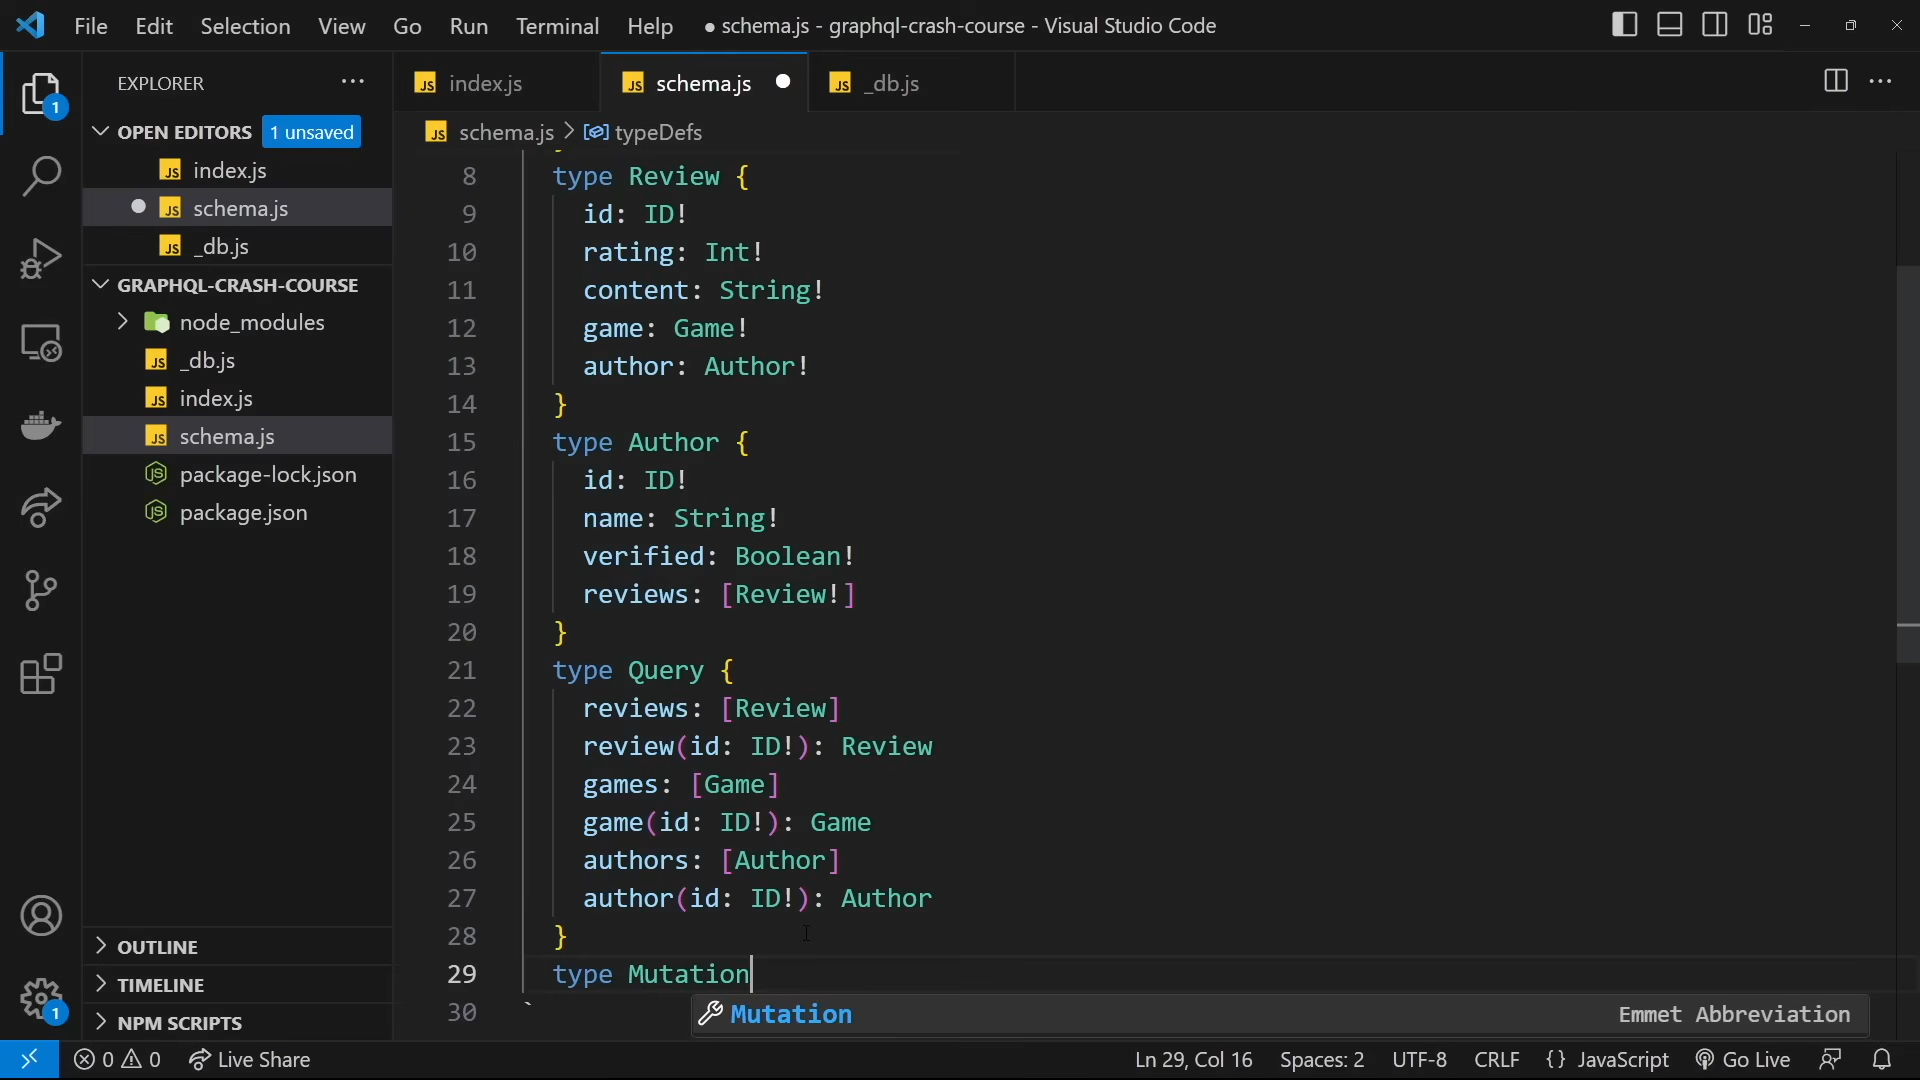 File Edit Selection View Go Run Terminal Help ● schema.js - graphql-crash-course - Visual Studio Code
EXPLORER
index.js
schema.js
_db.js
1
OPEN EDITORS 1 unsaved
index.js
schema.js
_db.js
GRAPHQL-CRASH-COURSE
node_modules
_db.js
index.js
schema.js
package-lock.json
package.json
OUTLINE
TIMELINE
NPM SCRIPTS
1
schema.js > typeDefs
8 type Review {
9 id: ID!
10 rating: Int!
11 content: String!
12 game: Game!
13 author: Author!
14 }
15 type Author {
16 id: ID!
17 name: String!
18 verified: Boolean!
19 reviews: [Review!]
20 }
21 type Query {
22 reviews: [Review]
23 review(id: ID!): Review
24 games: [Game]
25 game(id: ID!): Game
26 authors: [Author]
27 author(id: ID!): Author
28 }
29 type Mutation
30 `
Mutation Emmet Abbreviation
0 0 Live Share Ln 29, Col 16 Spaces: 2 UTF-8 CRLF {} JavaScript Go Live